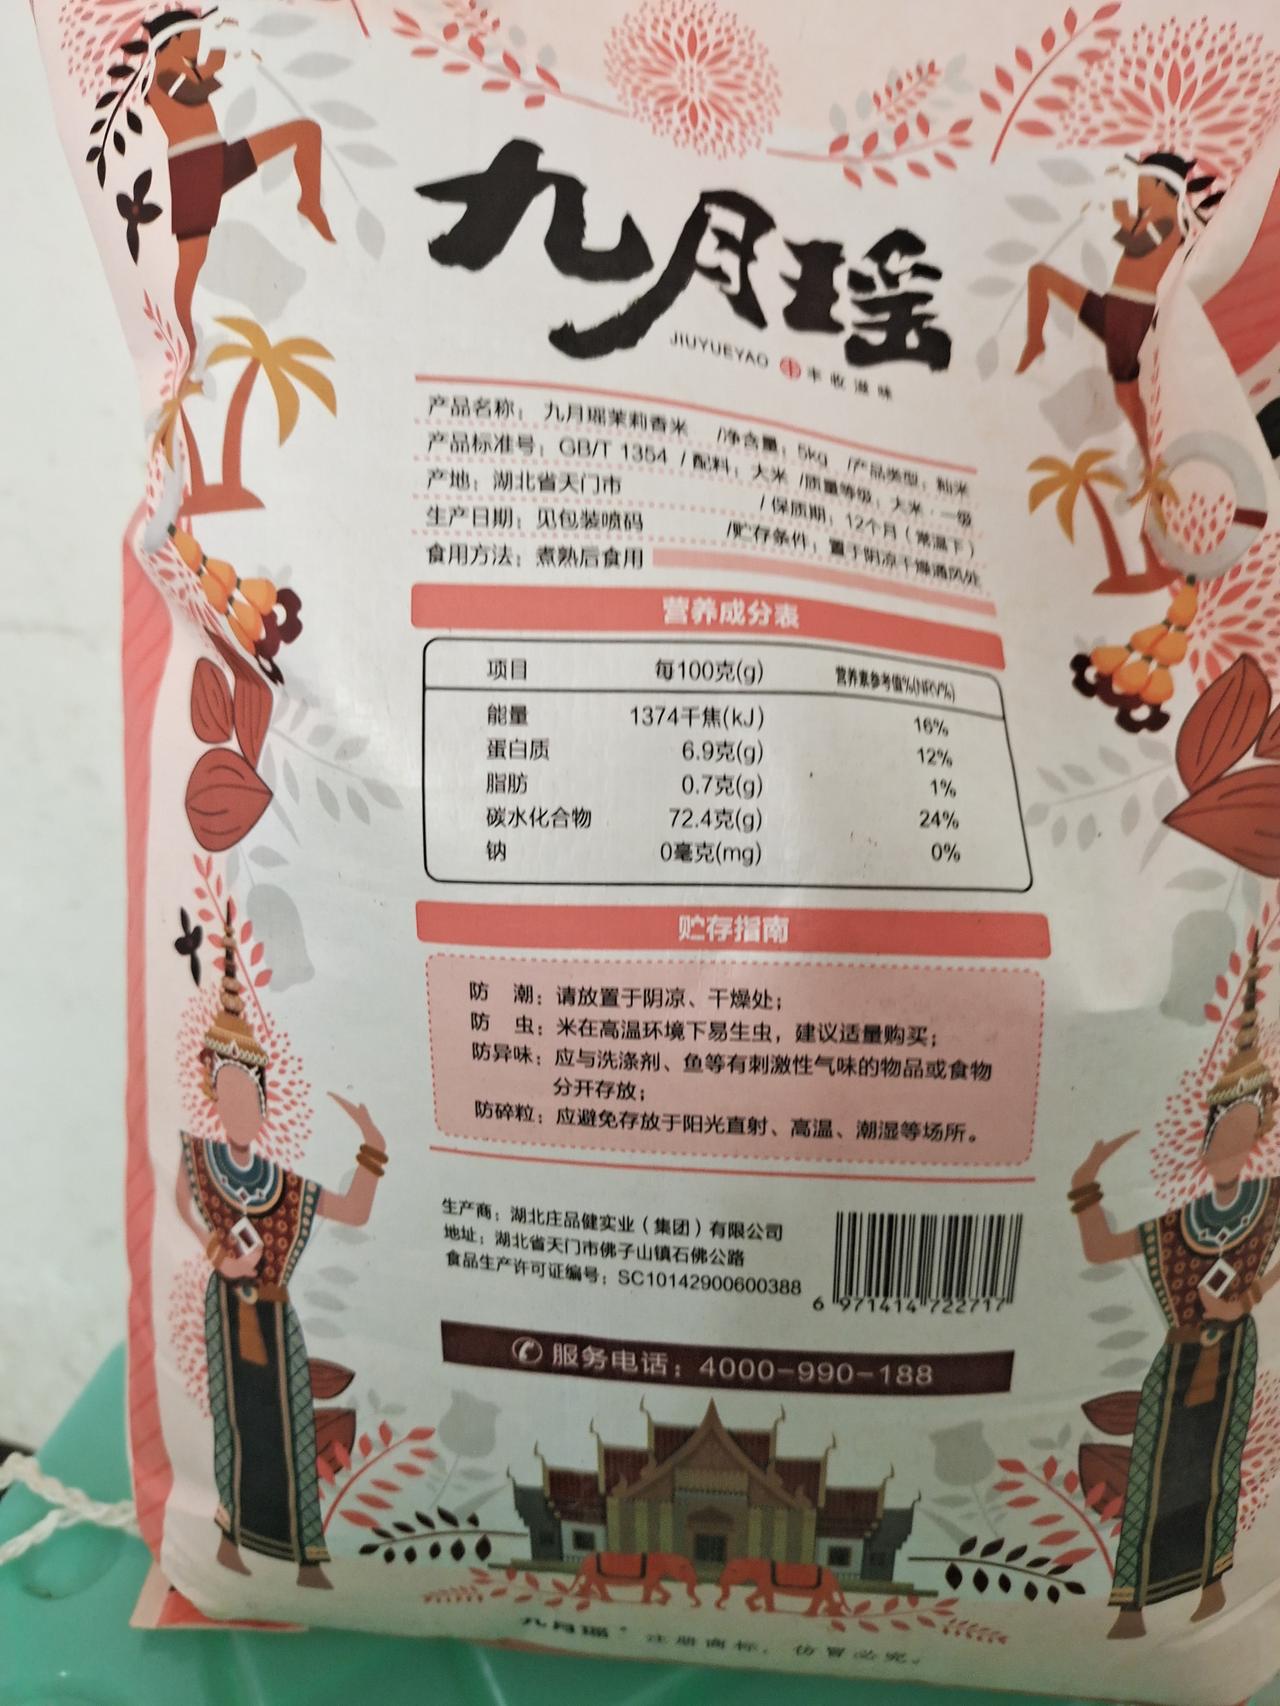 九月瑶
JIUYUEYAO 丰收滋味
产品名称：九月瑶茉莉香米 /净含量：5kg /产品类型：籼米
产品标准号：GB/T 1354 /配料：大米 /质量等级：大米·一级
产地：湖北省天门市 /保质期：12个月（常温下）
生产日期：见包装喷码 /贮存条件：置于阴凉干燥通风处
食用方法：煮熟后食用
营养成分表
项目 每100克(g) 营养素参考值%(NRV%)
能量 1374千焦(kJ) 16%
蛋白质 6.9克(g) 12%
脂肪 0.7克(g) 1%
碳水化合物 72.4克(g) 24%
钠 0毫克(mg) 0%
贮存指南
防 潮：请放置于阴凉、干燥处；
防 虫：米在高温环境下易生虫，建议适量购买；
防异味：应与洗涤剂、鱼等有刺激性气味的物品或食物
分开存放；
防碎粒：应避免存放于阳光直射、高温、潮湿等场所。
生产商：湖北庄品健实业（集团）有限公司
地址：湖北省天门市佛子山镇石佛公路
食品生产许可证编号：SC10142900600388
6 971414 722717
服务电话：4000-990-188
九月瑶® 注册商标，仿冒必究。